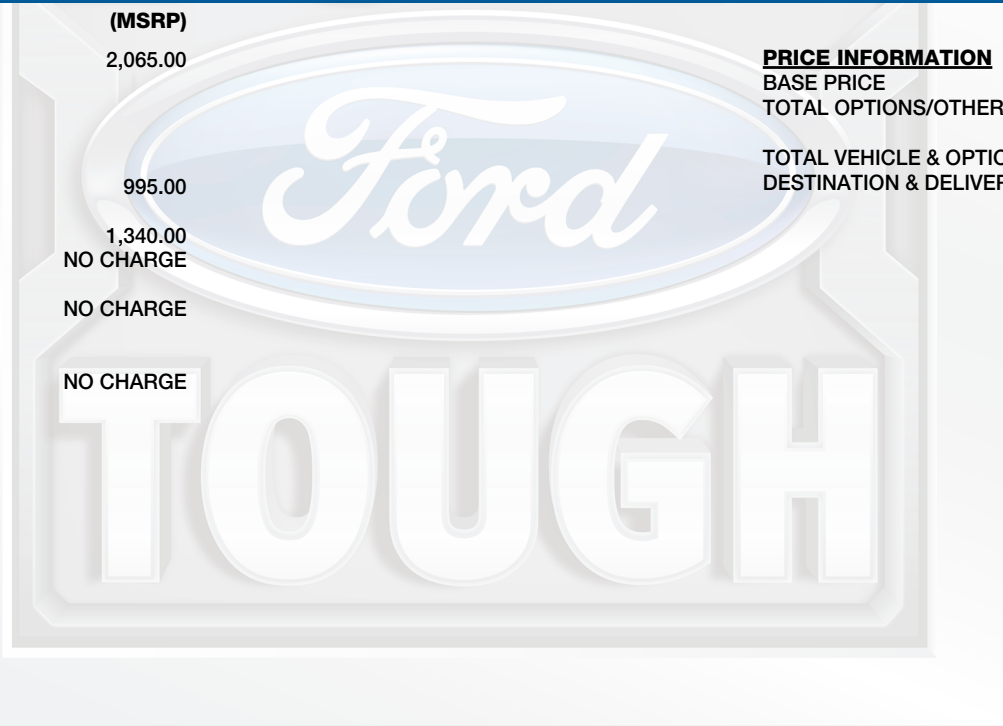 (MSRP)
2,065.00
995.00
1,340.00
NO CHARGE
NO CHARGE
NO CHARGE
PRICE INFORMATION
BASE PRICE
TOTAL OPTIONS/OTHER
TOTAL VEHICLE & OPTIO
DESTINATION & DELIVER
Ford
TOUGH